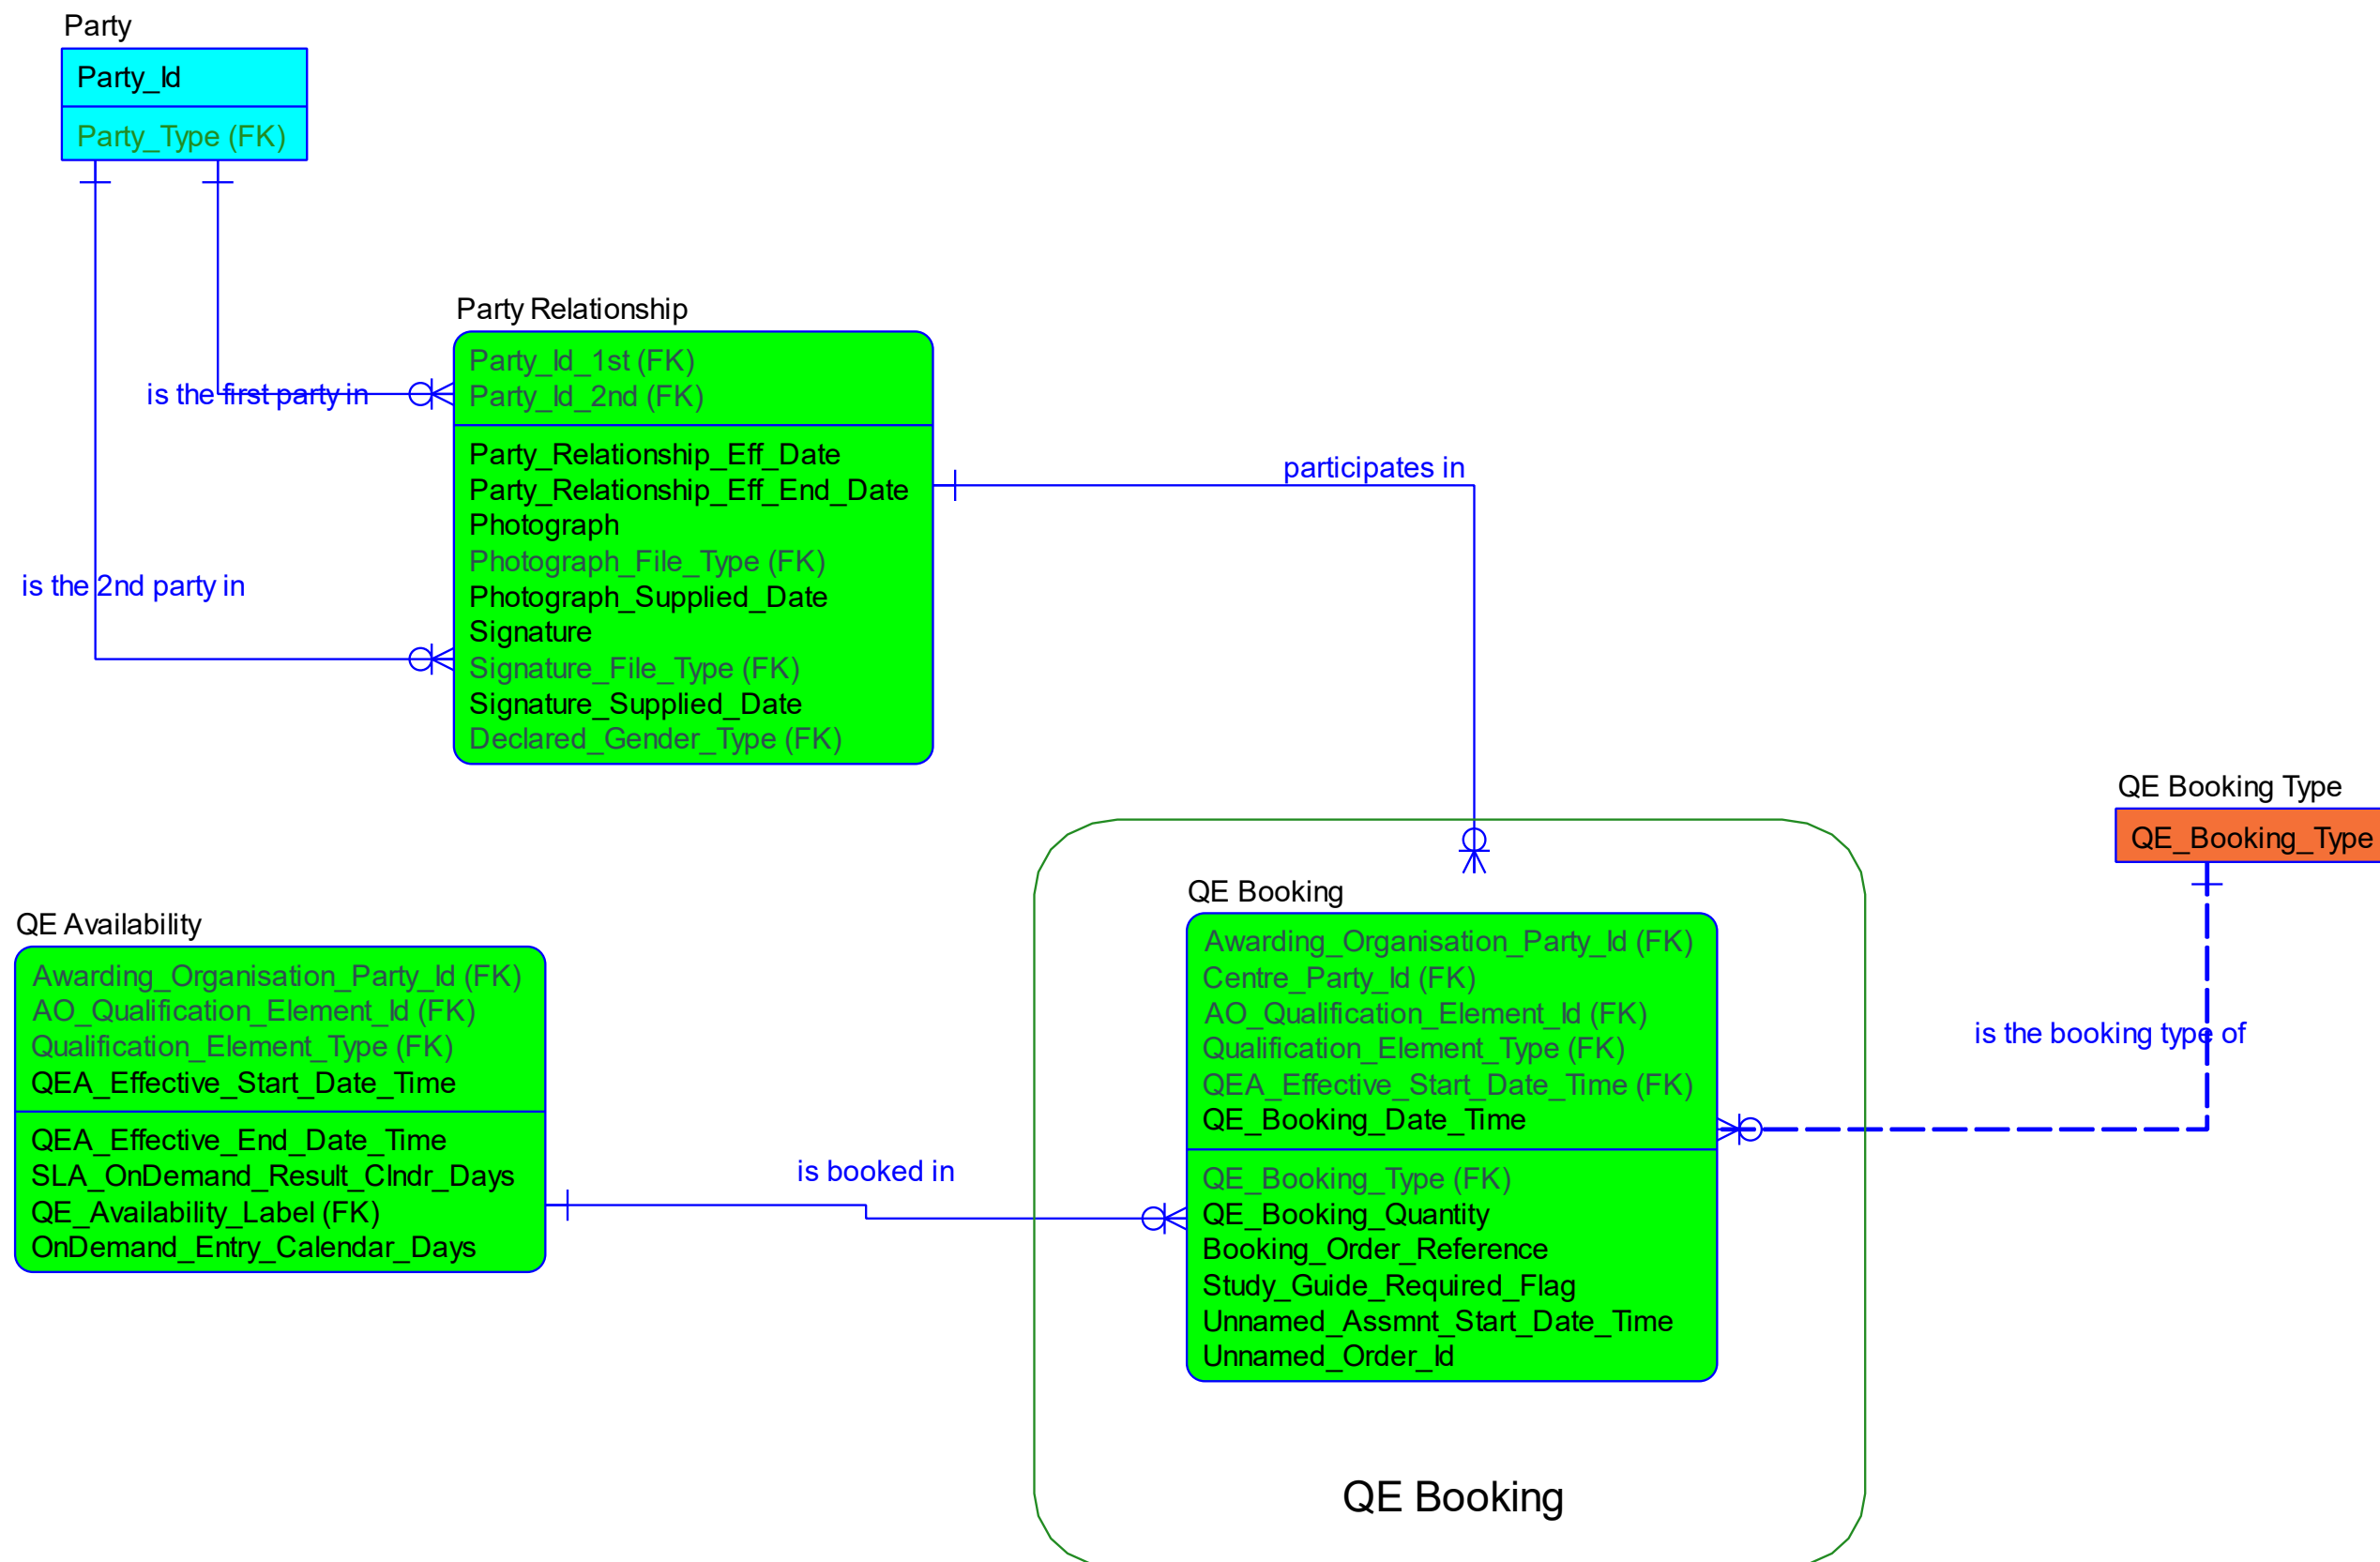 Party
Party_Id
Party_Type (FK)
is the first party in
is the 2nd party in
Party Relationship
Party_Id_1st (FK)
Party_Id_2nd (FK)
Party_Relationship_Eff_Date
Party_Relationship_Eff_End_Date
Photograph
Photograph_File_Type (FK)
Photograph_Supplied_Date
Signature
Signature_File_Type (FK)
Signature_Supplied_Date
Declared_Gender_Type (FK)
participates in
QE Booking Type
QE_Booking_Type
is the booking type of
QE Availability
Awarding_Organisation_Party_Id (FK)
AO_Qualification_Element_Id (FK)
Qualification_Element_Type (FK)
QEA_Effective_Start_Date_Time
QEA_Effective_End_Date_Time
SLA_OnDemand_Result_Clndr_Days
QE_Availability_Label (FK)
OnDemand_Entry_Calendar_Days
is booked in
QE Booking
Awarding_Organisation_Party_Id (FK)
Centre_Party_Id (FK)
AO_Qualification_Element_Id (FK)
Qualification_Element_Type (FK)
QEA_Effective_Start_Date_Time (FK)
QE_Booking_Date_Time
QE_Booking_Type (FK)
QE_Booking_Quantity
Booking_Order_Reference
Study_Guide_Required_Flag
Unnamed_Assmnt_Start_Date_Time
Unnamed_Order_Id
QE Booking